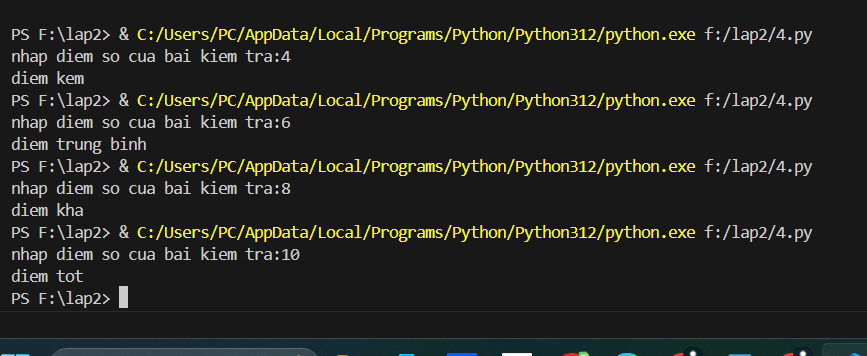 PS F:\lap2> & C:/Users/PC/AppData/Local/Programs/Python/Python312/python.exe f:/lap2/4.py
nhap diem so cua bai kiem tra:4
diem kem
PS F:\lap2> & C:/Users/PC/AppData/Local/Programs/Python/Python312/python.exe f:/lap2/4.py
nhap diem so cua bai kiem tra:6
diem trung binh
PS F:\lap2> & C:/Users/PC/AppData/Local/Programs/Python/Python312/python.exe f:/lap2/4.py
nhap diem so cua bai kiem tra:8
diem kha
PS F:\lap2> & C:/Users/PC/AppData/Local/Programs/Python/Python312/python.exe f:/lap2/4.py
nhap diem so cua bai kiem tra:10
diem tot
PS F:\lap2>